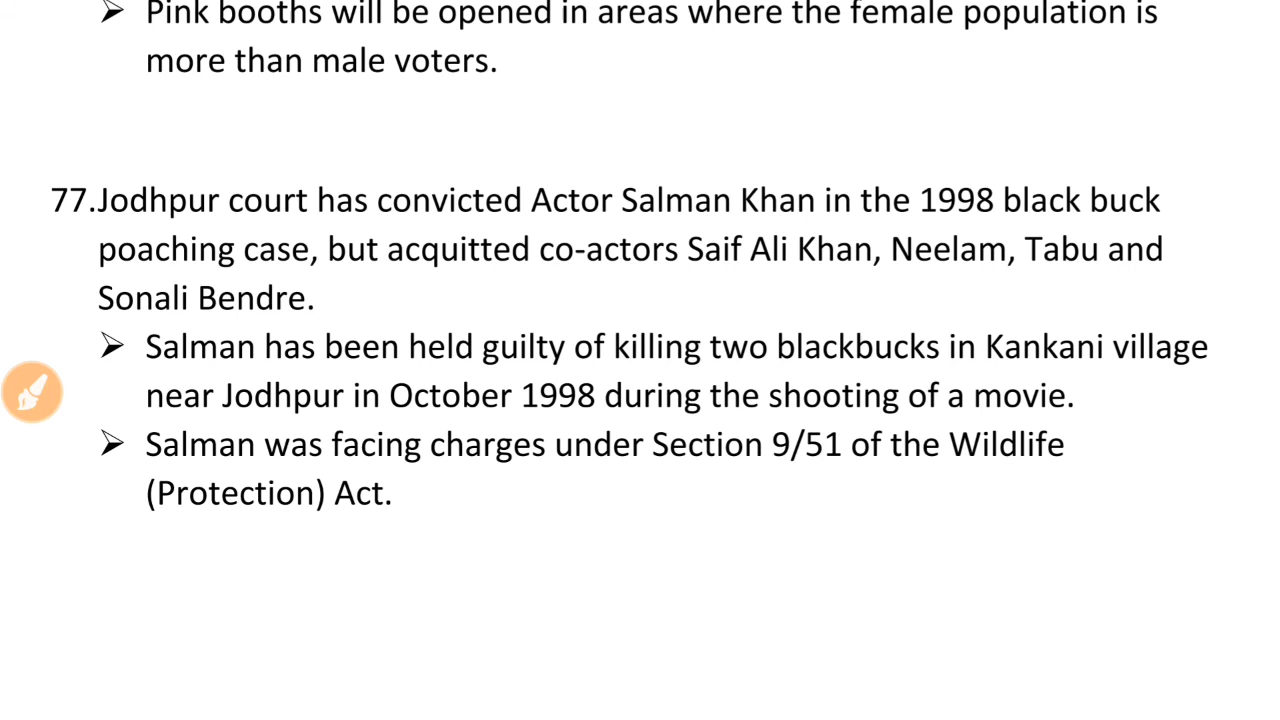 ➢ Pink booths will be opened in areas where the female population is
more than male voters.
77.Jodhpur court has convicted Actor Salman Khan in the 1998 black buck
poaching case, but acquitted co-actors Saif Ali Khan, Neelam, Tabu and
Sonali Bendre.
➢ Salman has been held guilty of killing two blackbucks in Kankani village
near Jodhpur in October 1998 during the shooting of a movie.
➢ Salman was facing charges under Section 9/51 of the Wildlife
(Protection) Act.